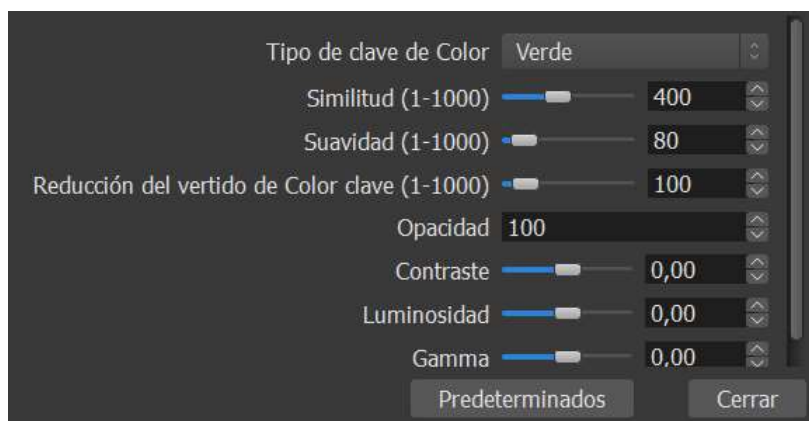 Tipo de clave de Color Verde
Similitud (1-1000) 400
Suavidad (1-1000) 80
Reducción del vertido de Color clave (1-1000) 100
Opacidad 100
Contraste 0,00
Luminosidad 0,00
Gamma 0,00
Predeterminados Cerrar